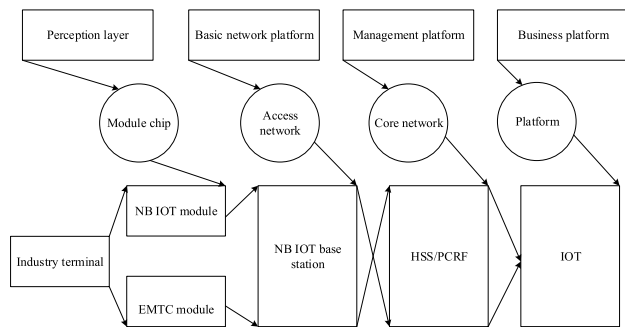 Perception layer
Basic network platform
Management platform
Business platform
Module chip
Access
network
Core network
Platform
NB IOT module
Industry terminal
NB IOT base
station
HSS/PCRF
IOT
EMTC module